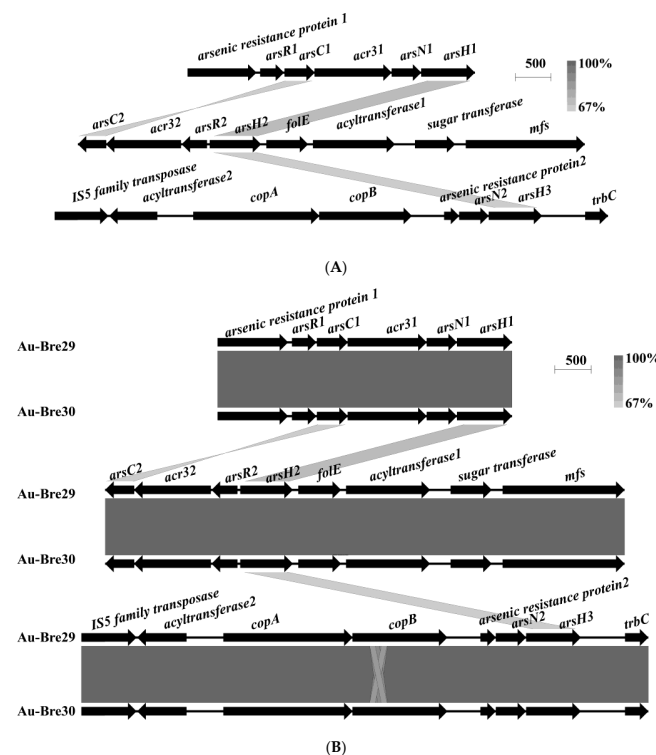 arsenic resistance protein 1
arsR1 arsC1 acr31 arsN1 arsH1
500 100%
67%
arsC2 acr32 arsR2 arsH2 folE acyltransferase1 sugar transferase mfs
IS5 family transposase
acyltransferase2 copA copB arsenic resistance protein2
arsN2 arsH3 trbC
(A)
arsenic resistance protein 1
arsR1 arsC1 acr31 arsN1 arsH1
Au-Bre29
500 100%
67%
Au-Bre30
arsC2 acr32 arsR2 arsH2 folE acyltransferase1 sugar transferase mfs
Au-Bre29
Au-Bre30
IS5 family transposase
acyltransferase2 copA copB arsenic resistance protein2
arsN2 arsH3 trbC
Au-Bre29
Au-Bre30
(B)